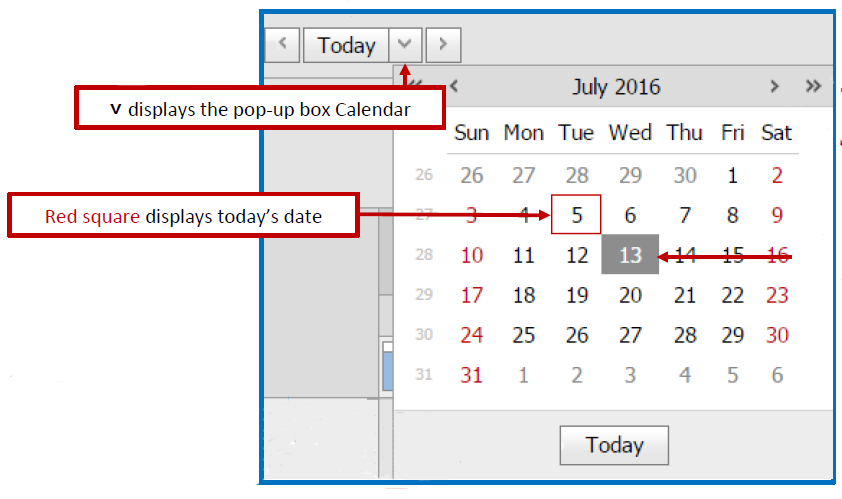 Today
July 2016
v displays the pop-up box Calendar
Sun Mon Tue Wed Thu Fri Sat
26 26 27 28 29 30 1 2
Red square displays today's date
27 3 4 5 6 7 8 9
28 10 11 12 13 14 15 16
29 17 18 19 20 21 22 23
30 24 25 26 27 28 29 30
31 31 1 2 3 4 5 6
Today